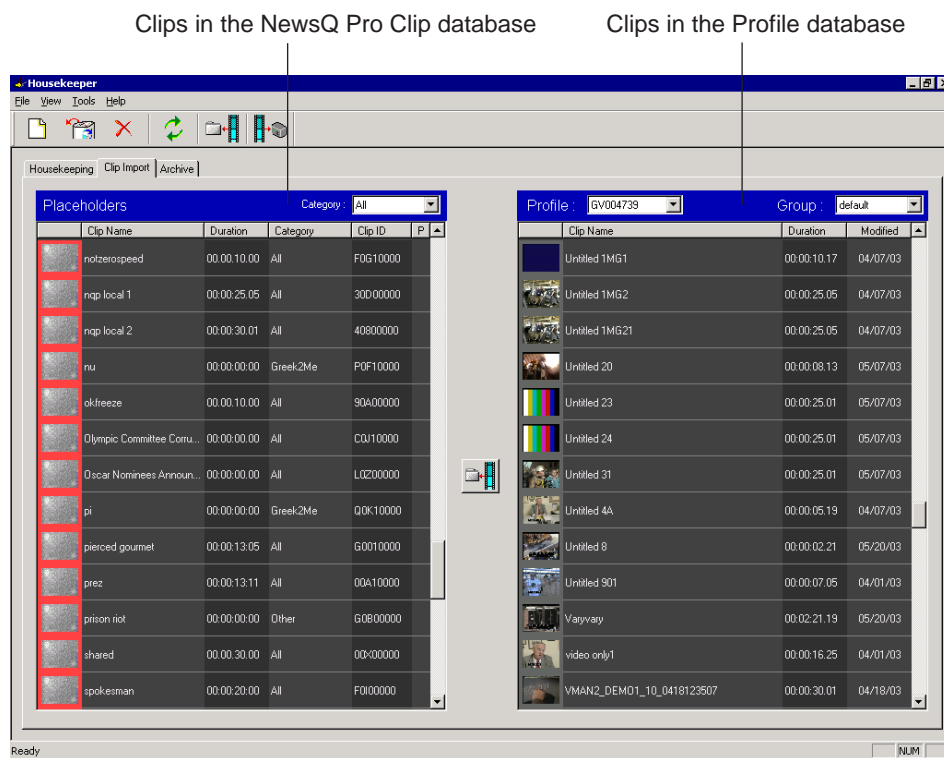 Clips in the NewsQ Pro Clip database Clips in the Profile database
Housekeeper
File View Tools Help
Housekeeping Clip Import Archive
Placeholders Category : All
Clip Name Duration Category Clip ID P
notzerospeed 00.00.10.00 All F0G10000
nqp local 1 00:00:25.05 All 30D00000
nqp local 2 00:00:30.01 All 40800000
nu 00:00:00:00 Greek2Me P0F10000
okfreeze 00.00.10.00 All 90A00000
Olympic Committee Corru... 00:00:00.00 All C0J10000
Oscar Nominees Announ... 00:00:00.00 All L0Z00000
pi 00:00:00:00 Greek2Me Q0K10000
pierced gourmet 00:00:13:05 All G0010000
prez 00:00:13:11 All 00A10000
prison riot 00:00:00:00 Other G0B00000
shared 00.00.30.00 All 00X00000
spokesman 00:00:20:00 All F0I00000
Profile : GV004739 Group : default
Clip Name Duration Modified
Untitled 1MG1 00:00:10.17 04/07/03
Untitled 1MG2 00:00:25.05 04/07/03
Untitled 1MG21 00:00:25.05 04/07/03
Untitled 20 00:00:08.13 05/07/03
Untitled 23 00:00:25.01 05/07/03
Untitled 24 00:00:25.01 05/07/03
Untitled 31 00:00:25.01 05/07/03
Untitled 4A 00:00:05.19 04/07/03
Untitled 8 00:00:02.21 05/20/03
Untitled 901 00:00:07.05 04/01/03
Varyvary 00:02:21.19 05/20/03
video only1 00:00:16.25 04/01/03
VMAN2_DEMO1_10_0418123507 00:00:30.01 04/18/03
Ready NUM